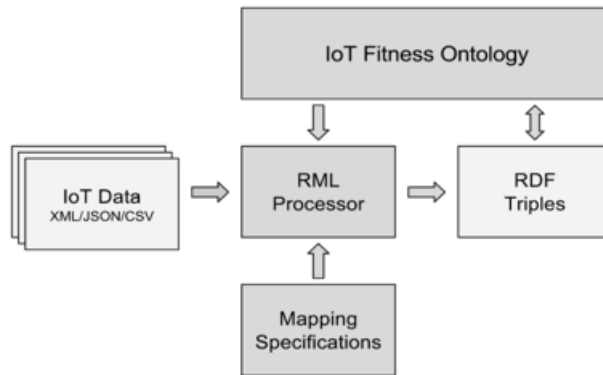 IoT Fitness Ontology
IoT Data
XML/JSON/CSV
RML
Processor
RDF
Triples
Mapping
Specifications